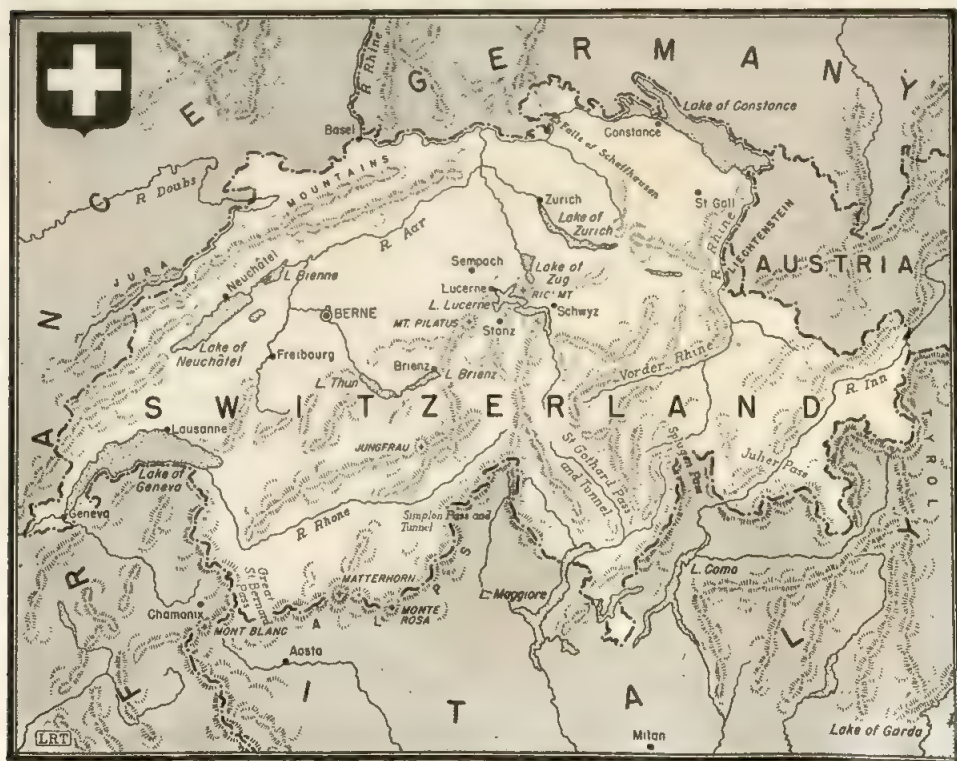 GERMANY
FRANCE
SWITZERLAND
AUSTRIA
ITALY
LIECHTENSTEIN
TYROL
R Rhine
Basel
Falls of Schaffhausen
Constance
Lake of Constance
R Doubs
JURA MOUNTAINS
Zurich
Lake of Zurich
St Gall
R Rhine
R. Aar
Neuchâtel
L Bienne
Lake of Neuchâtel
Sempach
Lake of Zug
Lucerne
RIGI MT
L. Lucerne
Schwyz
MT. PILATUS
Stanz
BERNE
Freibourg
L. Thun
Brienz
L Brienz
Vorder Rhine
R. Inn
Lausanne
Lake of Geneva
Geneva
JUNGFRAU
St Gothard Pass and Tunnel
Splugen Pass
Julier Pass
R Rhone
Simplon Pass and Tunnel
Great St Bernard Pass
MATTERHORN
MONTE ROSA
ALPS
Chamonix
MONT BLANC
Aosta
L. Maggiore
L. Como
Milan
Lake of Garda
LRT